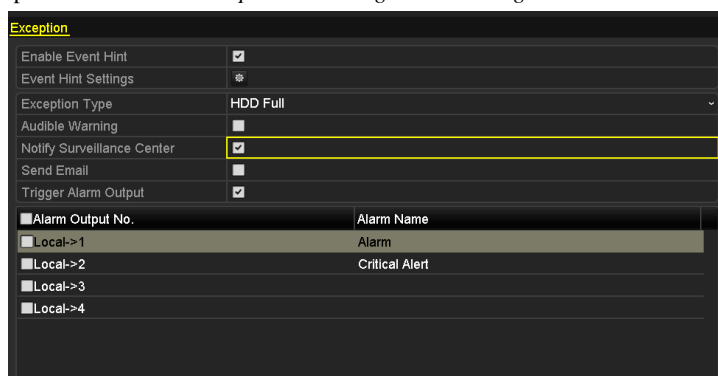 Exception
Enable Event Hint
Event Hint Settings
Exception Type HDD Full
Audible Warning
Notify Surveillance Center
Send Email
Trigger Alarm Output
Alarm Output No. Alarm Name
Local->1 Alarm
Local->2 Critical Alert
Local->3
Local->4